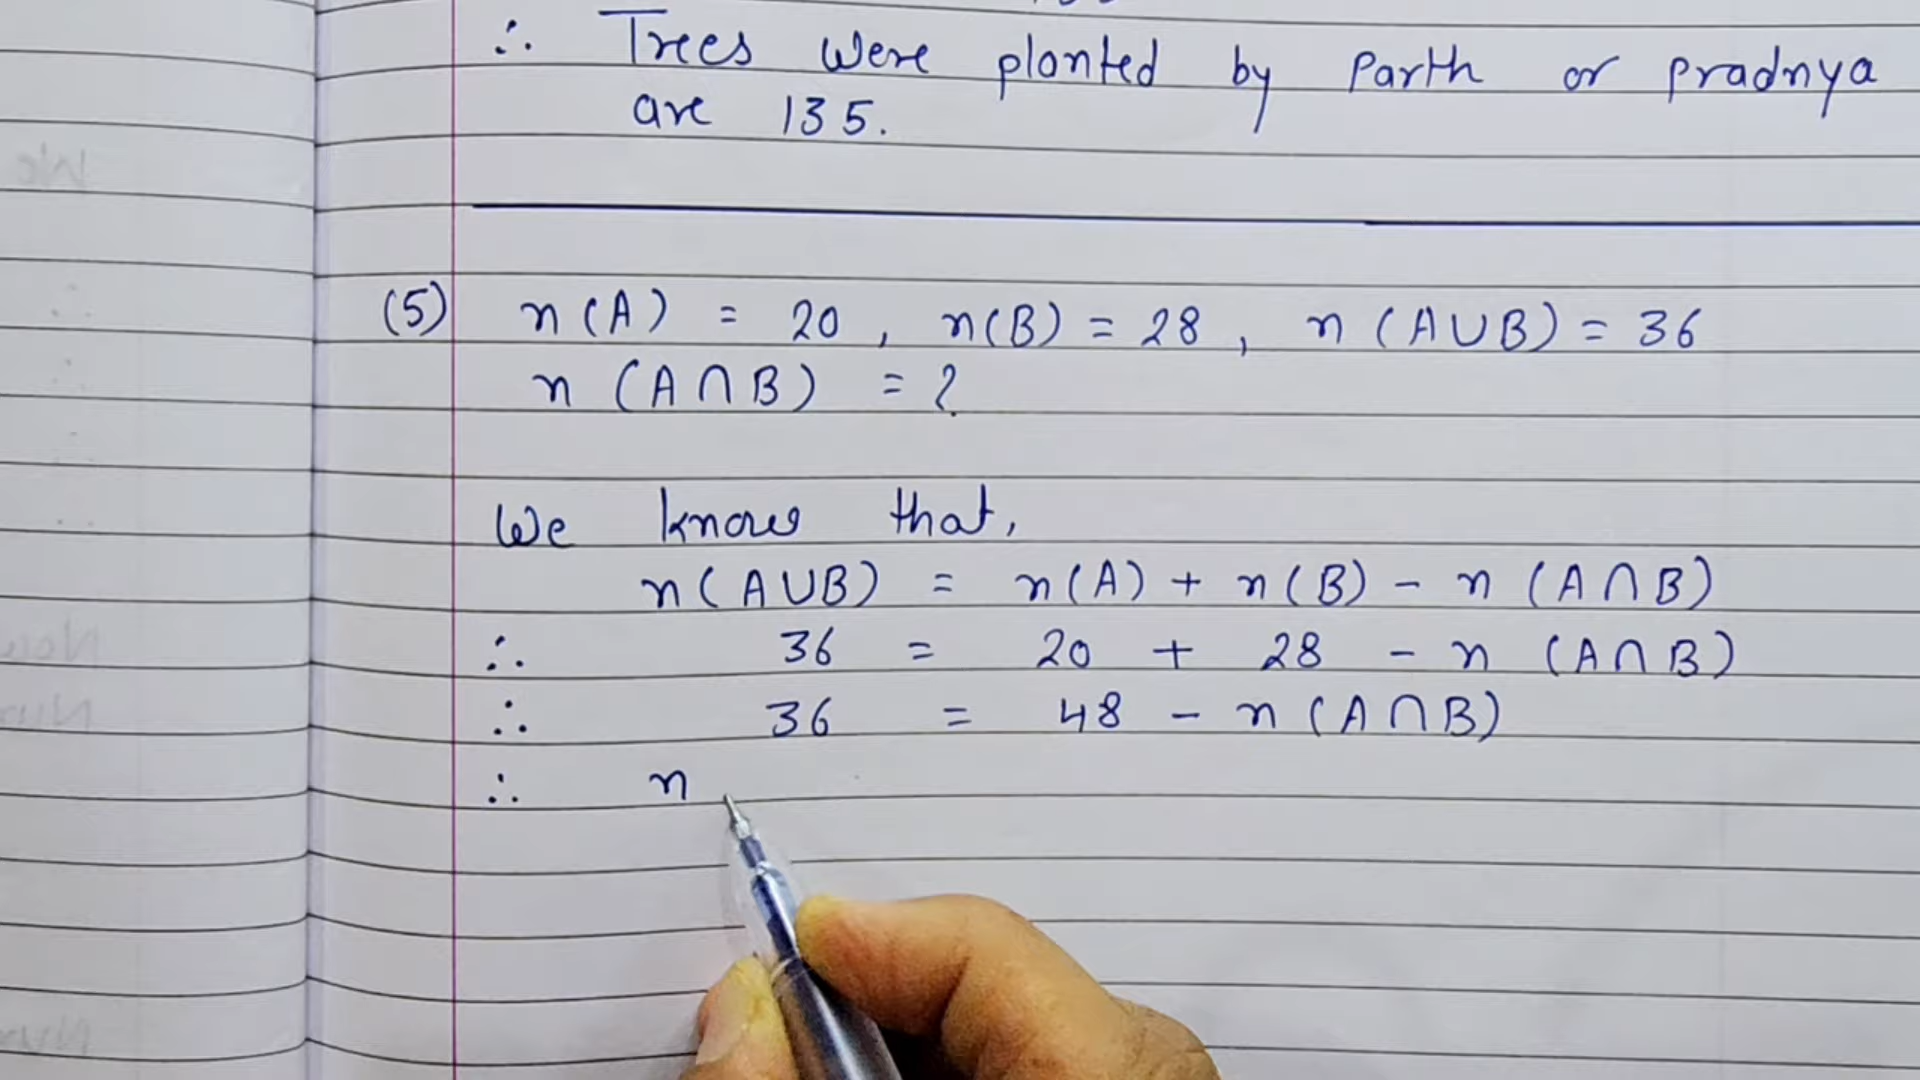 ∴ Trees were planted by Parth or pradnya
are 135.
(5) n(A) = 20, n(B) = 28, n(A∪B) = 36
n(A∩B) = ?
We know that,
n(A∪B) = n(A) + n(B) - n(A∩B)
∴ 36 = 20 + 28 - n(A∩B)
∴ 36 = 48 - n(A∩B)
∴ n